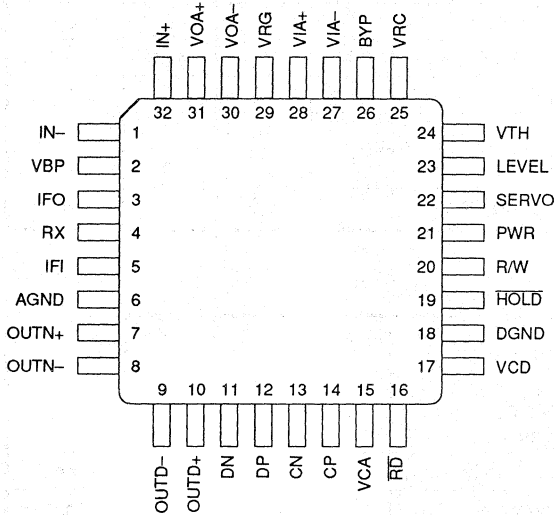 IN+ VOA+ VOA– VRG VIA+ VIA– BYP VRC
32 31 30 29 28 27 26 25
IN– 1 24 VTH
VBP 2 23 LEVEL
IFO 3 22 SERVO
RX 4 21 PWR
IFI 5 20 R/W
AGND 6 19 H̅O̅L̅D̅
OUTN+ 7 18 DGND
OUTN– 8 17 VCD
9 10 11 12 13 14 15 16
OUTD– OUTD+ DN DP CN CP VCA R̅D̅